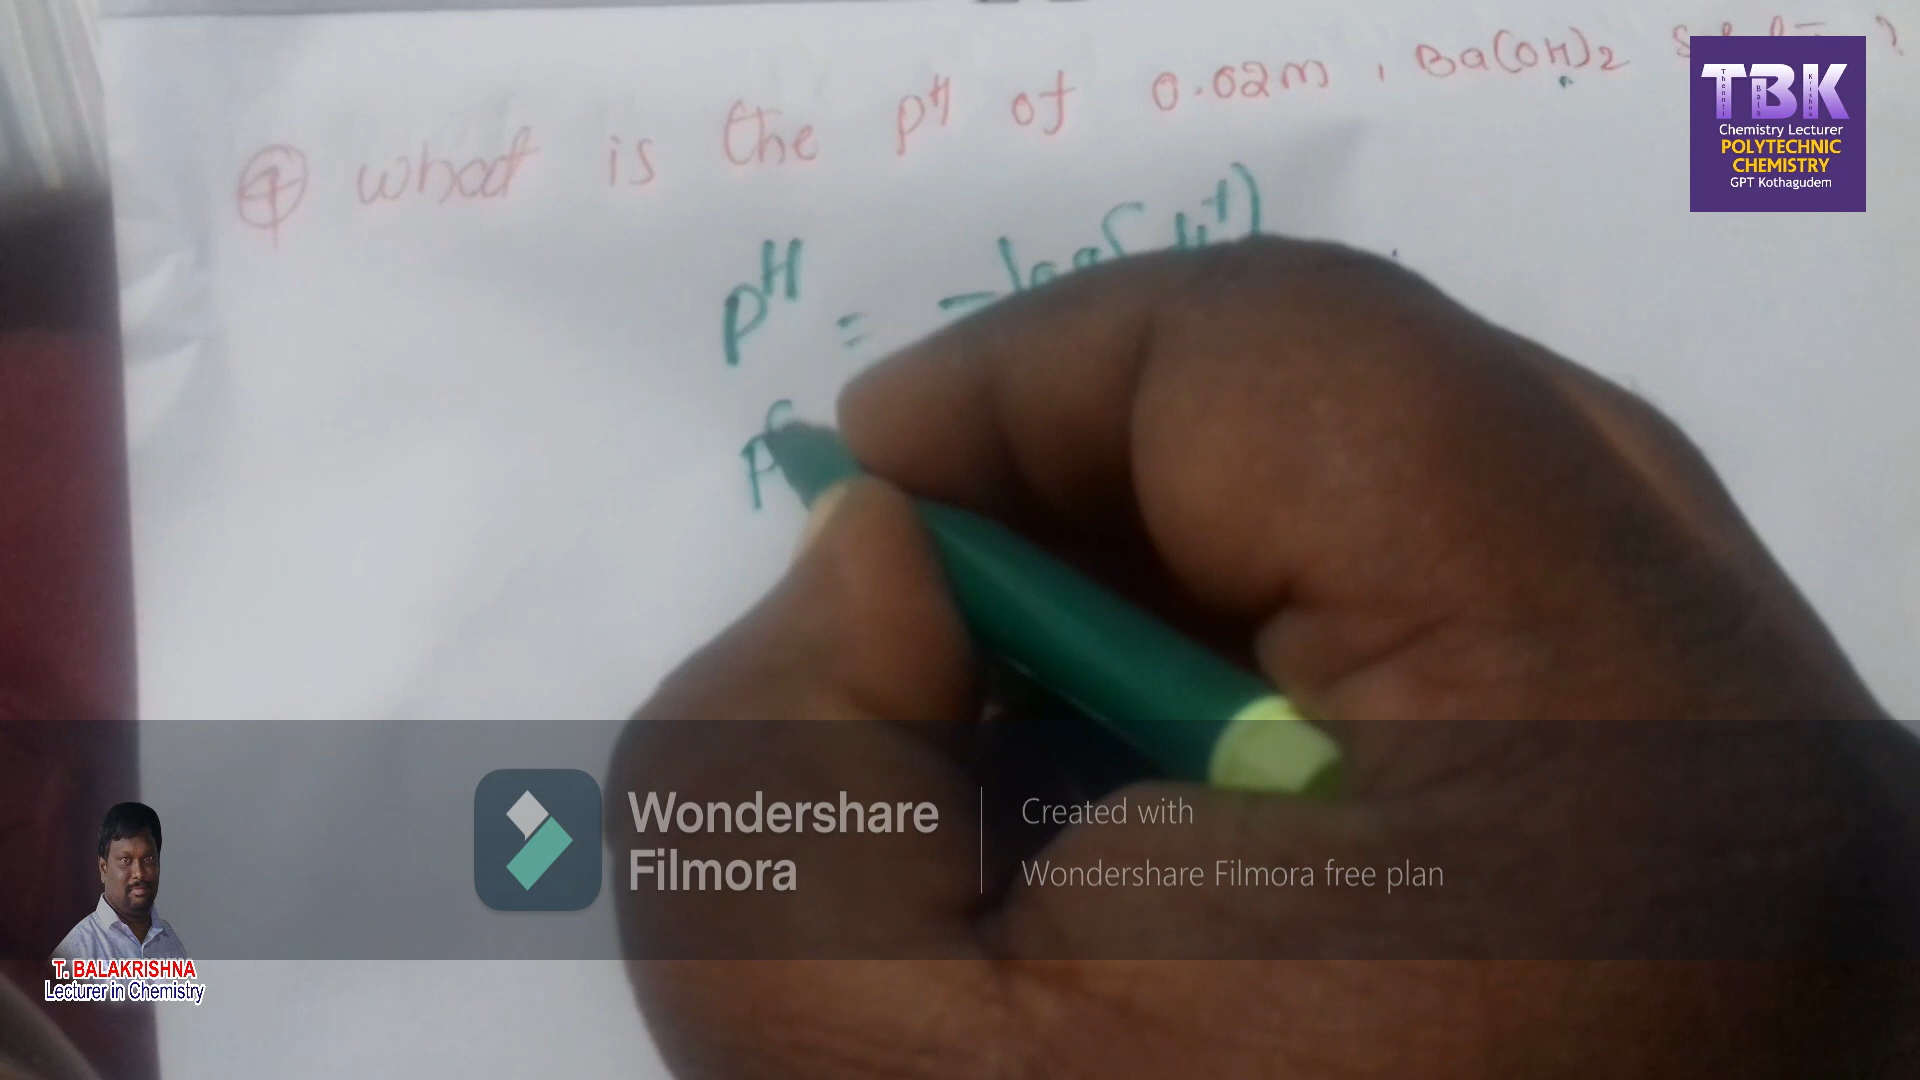 Q what is the pH of 0.02m, Ba(OH)2 ?
pH = -log[H+)
p
TBK
Chemistry Lecturer
POLYTECHNIC
CHEMISTRY
GPT Kothagudem
Wondershare
Filmora
Created with
Wondershare Filmora free plan
T. BALAKRISHNA
Lecturer in Chemistry